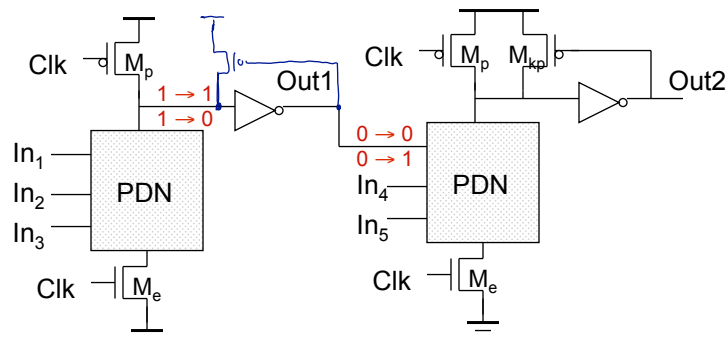 Clk
M_p
Out1
1 → 1
1 → 0
In_1
In_2
In_3
PDN
Clk
M_e
Clk
M_p
M_kp
Out2
0 → 0
0 → 1
In_4
In_5
PDN
Clk
M_e